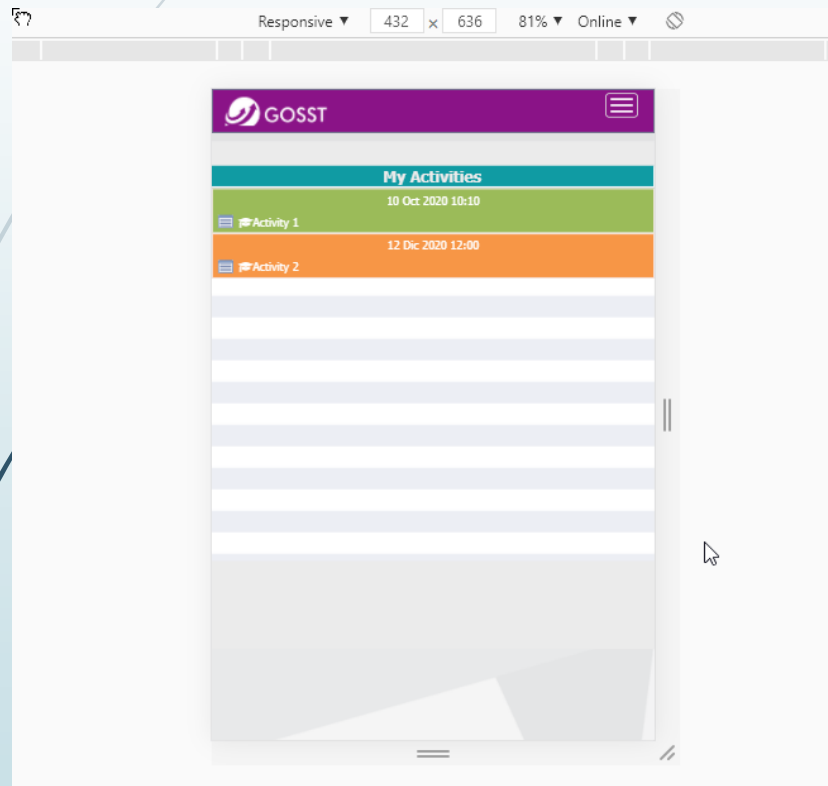 Responsive ▼ 432 x 636 81% ▼ Online ▼
GOSST
My Activities
10 Oct 2020 10:10
Activity 1
12 Dic 2020 12:00
Activity 2